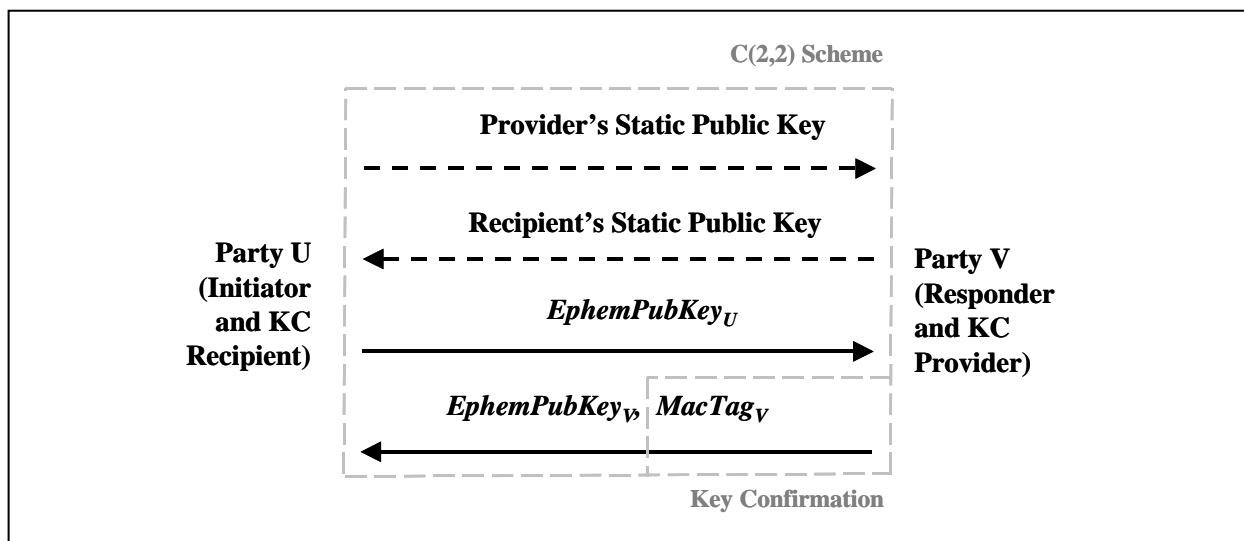 C(2,2) Scheme
Provider's Static Public Key
Recipient's Static Public Key
Party U
(Initiator
and KC
Recipient)
Party V
(Responder
and KC
Provider)
EphemPubKeyU
EphemPubKeyV, MacTagV
Key Confirmation